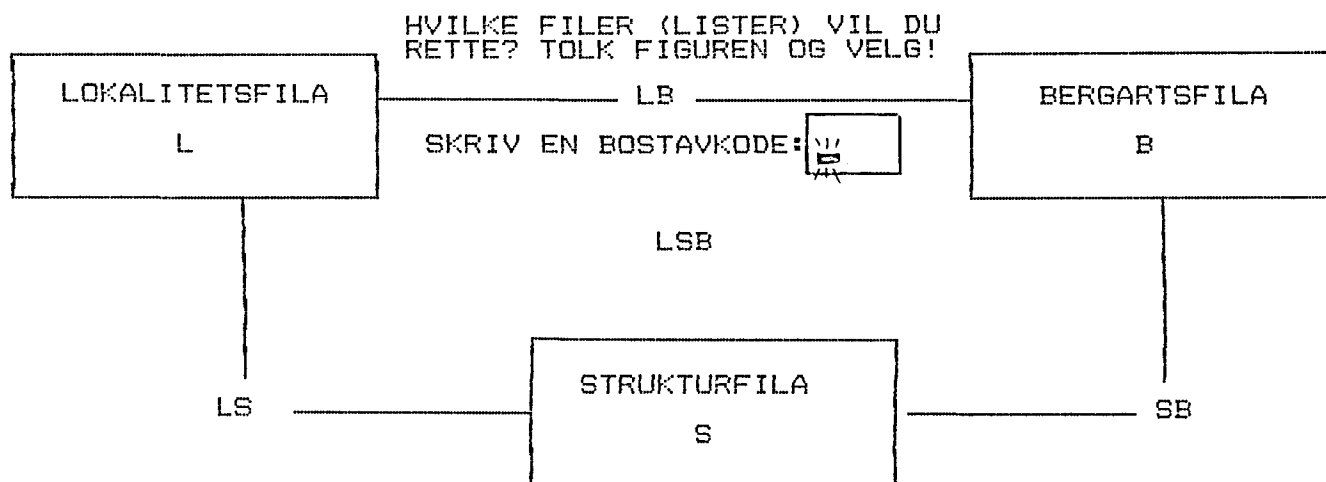 HVILKE FILER (LISTER) VIL DU
RETTE? TOLK FIGUREN OG VELG!
LOKALITETSFILA
L
LB
BERGARTSFILA
B
SKRIV EN BOSTAVKODE:
LSB
LS
STRUKTURFILA
S
SB